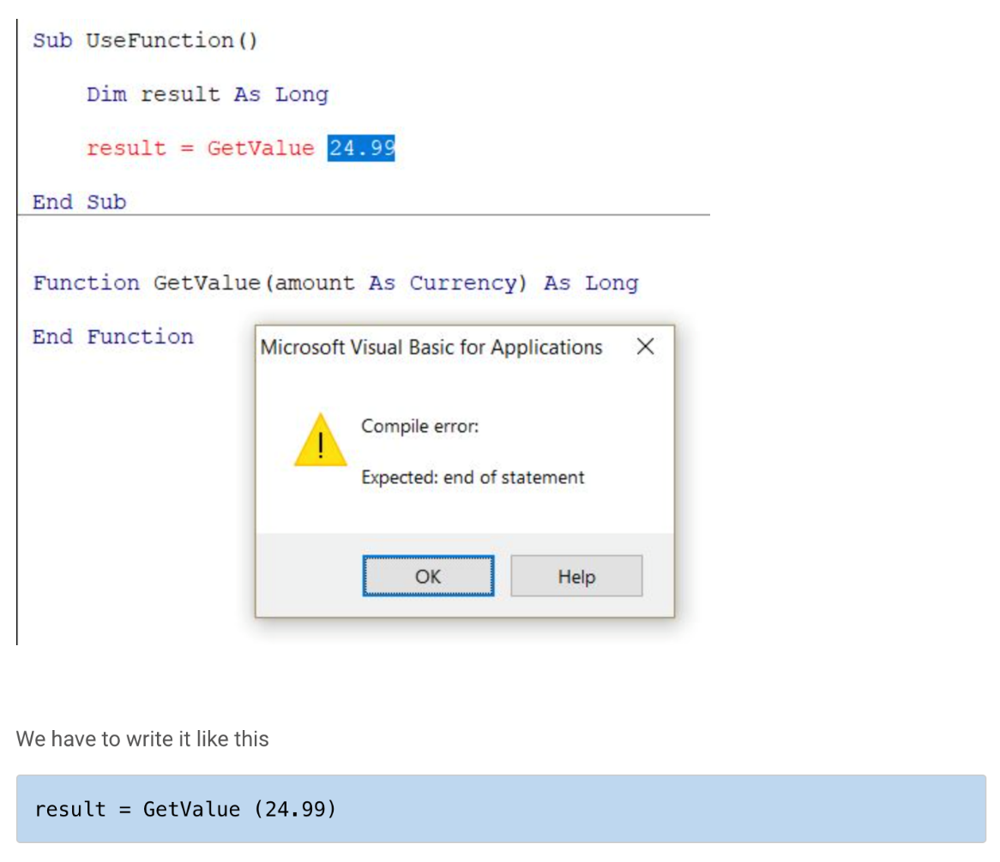 Sub UseFunction()
Dim result As Long
result = GetValue 24.99
End Sub
Function GetValue(amount As Currency) As Long
End Function
Microsoft Visual Basic for Applications
Compile error:
Expected: end of statement
OK Help
We have to write it like this
result = GetValue (24.99)